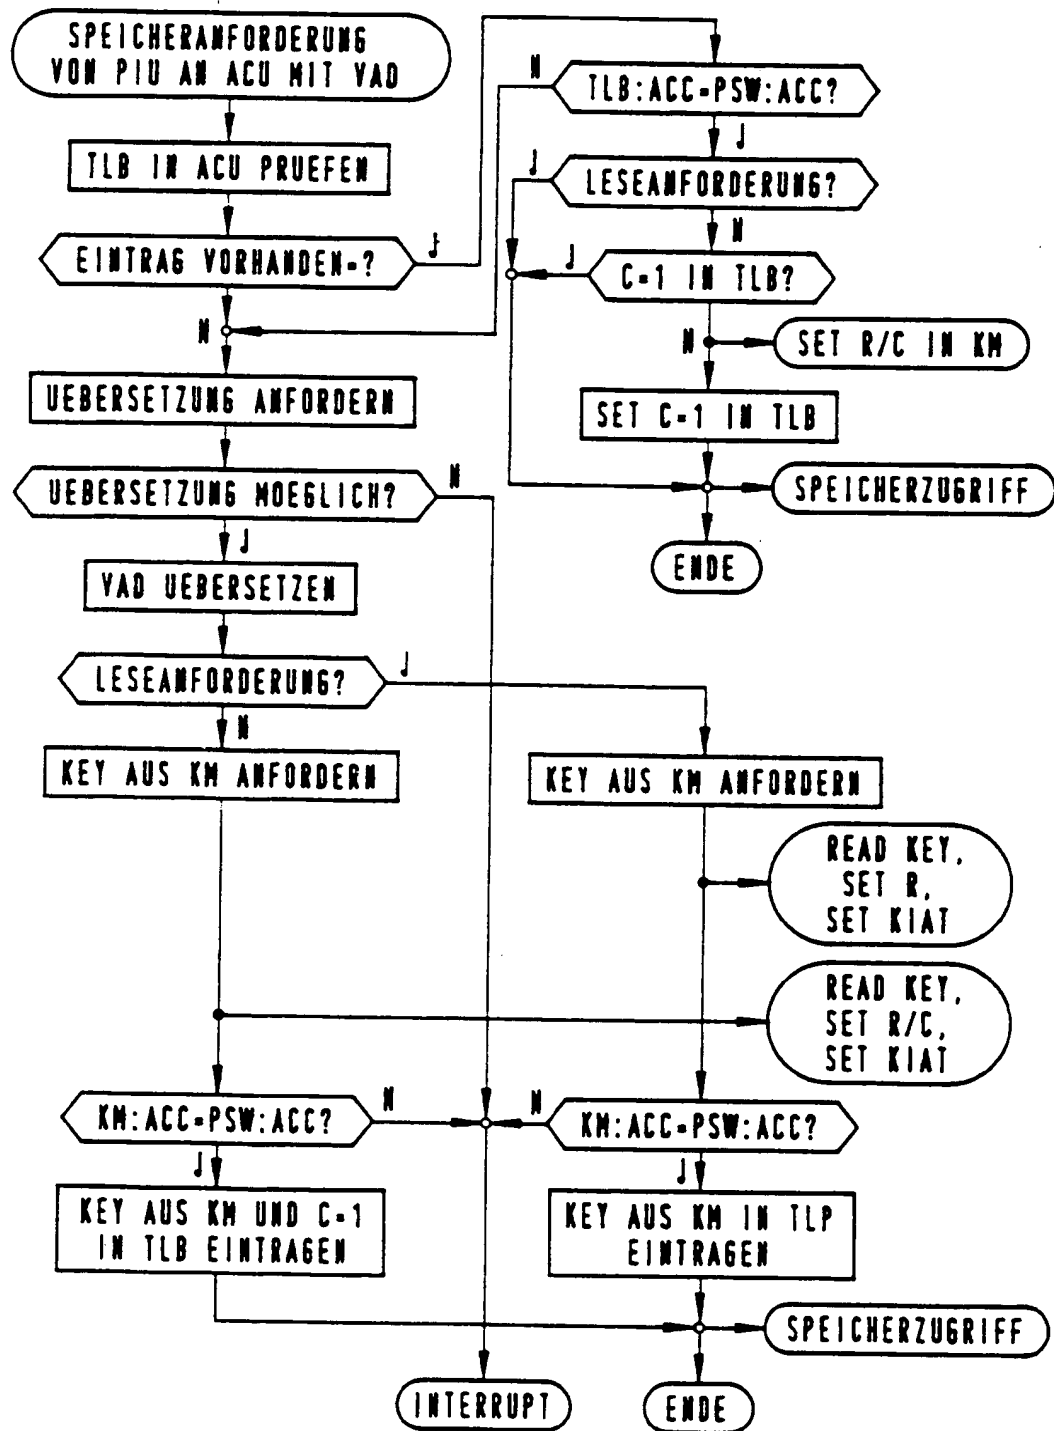 SPEICHERANFORDERUNG
VON PIU AN ACU MIT VAD
TLB IN ACU PRUEFEN
EINTRAG VORHANDEN=?
J
N
UEBERSETZUNG ANFORDERN
UEBERSETZUNG MOEGLICH?
N
J
VAD UEBERSETZEN
LESEANFORDERUNG?
J
N
KEY AUS KM ANFORDERN
KM:ACC=PSW:ACC?
N
J
KEY AUS KM UND C=1
IN TLB EINTRAGEN
INTERRUPT
N
TLB:ACC=PSW:ACC?
J
J
LESEANFORDERUNG?
N
J
C=1 IN TLB?
N
SET R/C IN KM
SET C=1 IN TLB
SPEICHERZUGRIFF
ENDE
KEY AUS KM ANFORDERN
READ KEY,
SET R,
SET KIAT
READ KEY,
SET R/C,
SET KIAT
N
KM:ACC=PSW:ACC?
J
KEY AUS KM IN TLP
EINTRAGEN
SPEICHERZUGRIFF
ENDE